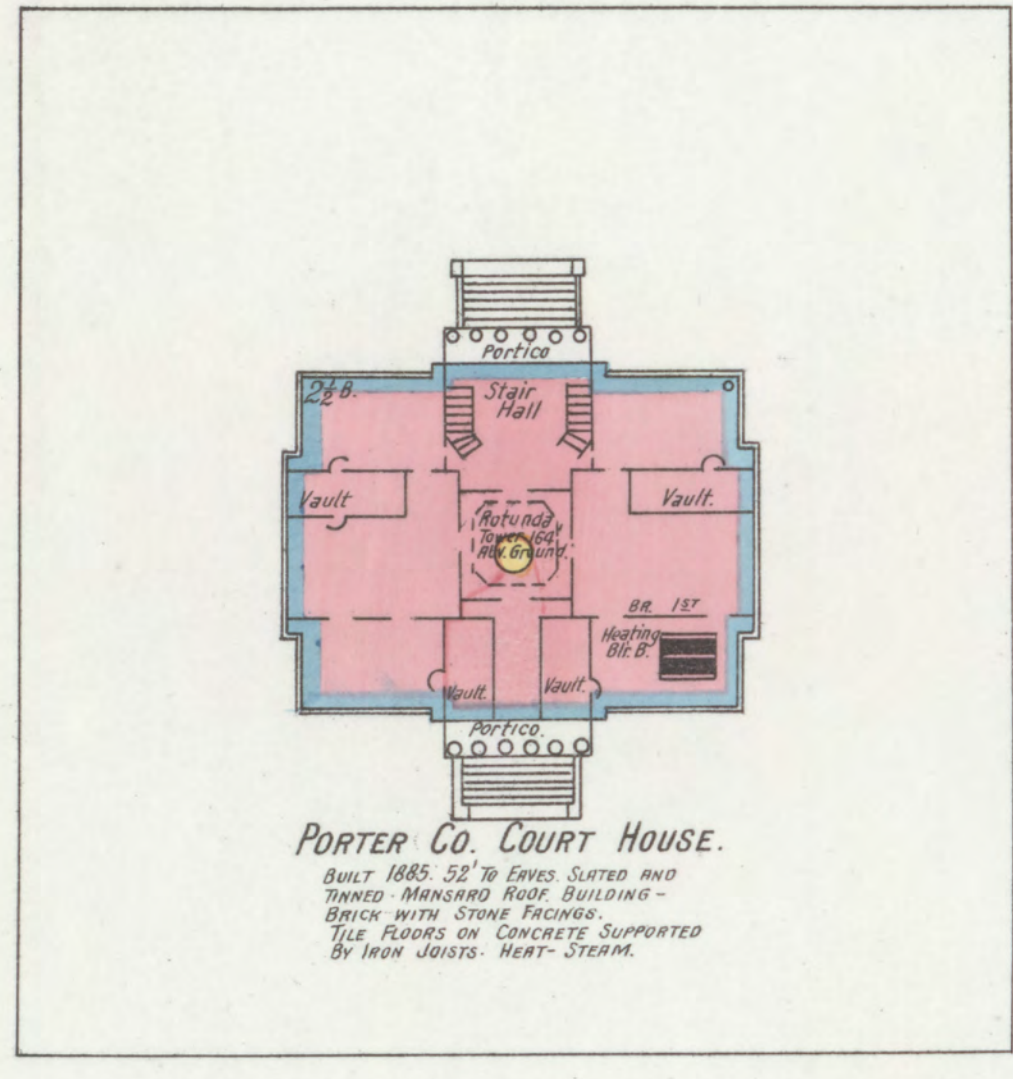 Portico
2½ B.
Stair
Hall
Vault
Vault.
Rotunda
Tower 164'
Abv. Ground.
BR. 1ST
Heating
Blr. B.
Vault.
Vault.
Portico.
PORTER CO. COURT HOUSE.
BUILT 1885. 52' TO EAVES. SLATED AND
TINNED - MANSARD ROOF. BUILDING -
BRICK WITH STONE FACINGS.
TILE FLOORS ON CONCRETE SUPPORTED
BY IRON JOISTS. HEAT - STEAM.